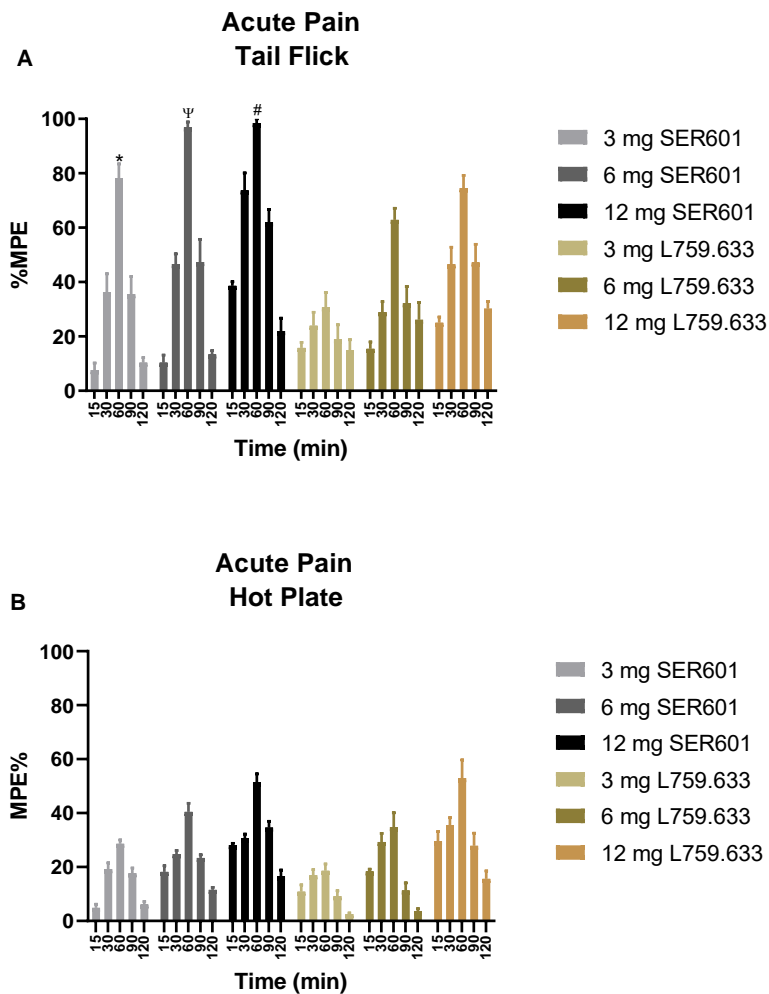 Acute Pain
Tail Flick
A
* Ψ #
100
80
60
40
20
0
%MPE
15 30 60 90 120 15 30 60 90 120 15 30 60 90 120 15 30 60 90 120 15 30 60 90 120 15 30 60 90 120
Time (min)
3 mg SER601
6 mg SER601
12 mg SER601
3 mg L759.633
6 mg L759.633
12 mg L759.633
Acute Pain
Hot Plate
B
100
80
60
40
20
0
MPE%
15 30 60 90 120 15 30 60 90 120 15 30 60 90 120 15 30 60 90 120 15 30 60 90 120 15 30 60 90 120
Time (min)
3 mg SER601
6 mg SER601
12 mg SER601
3 mg L759.633
6 mg L759.633
12 mg L759.633